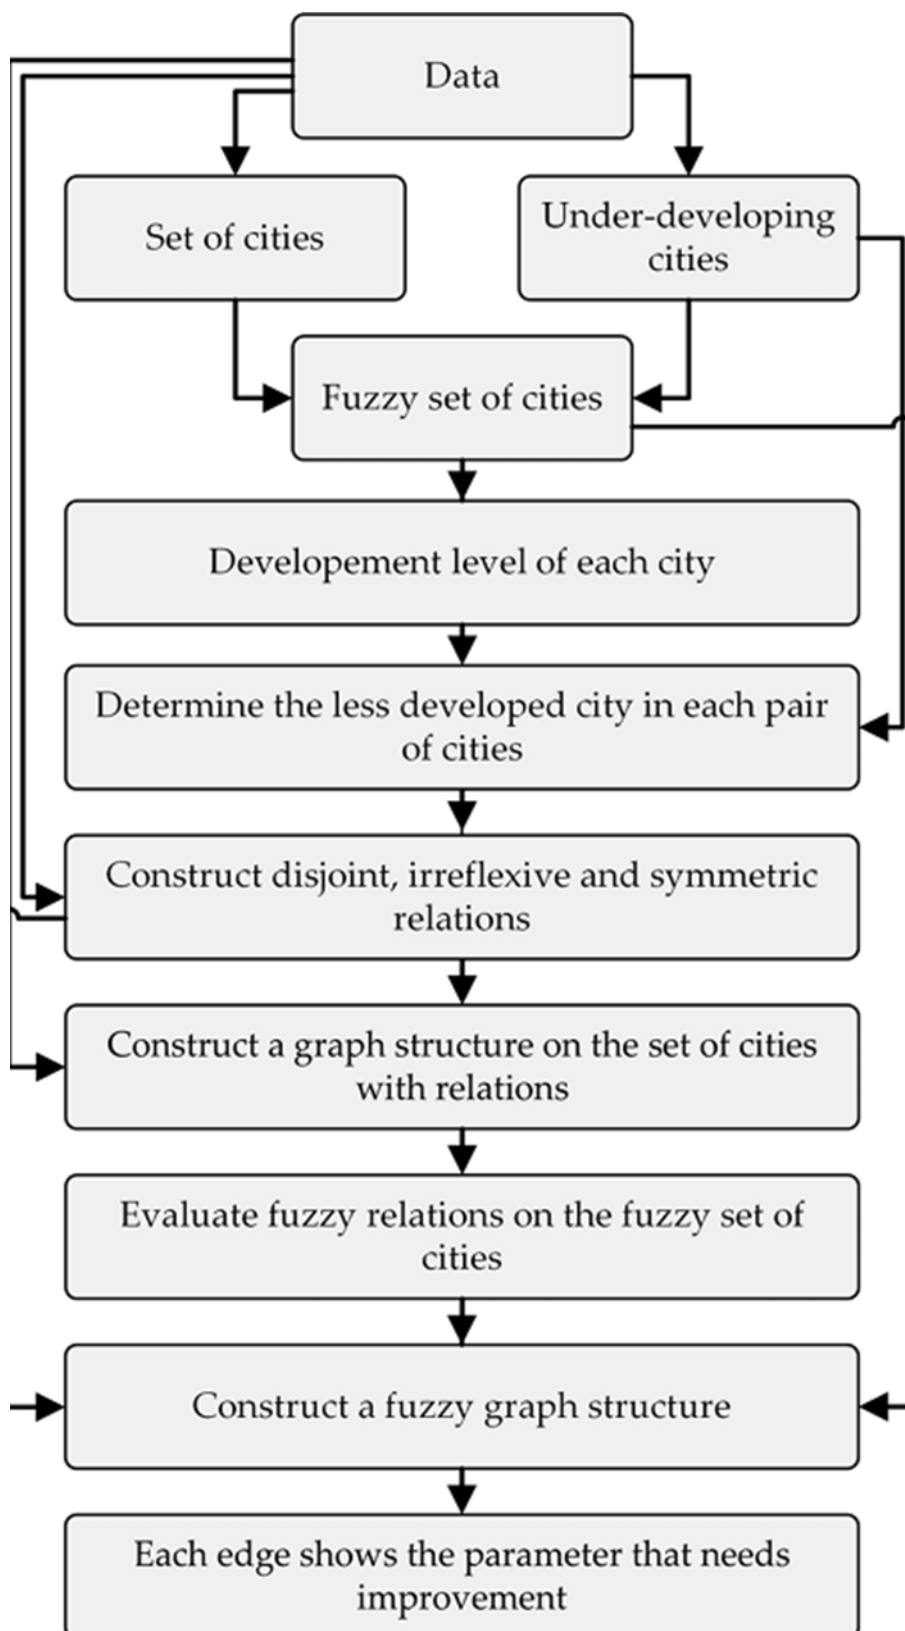 Data
Set of cities
Under-developing
cities
Fuzzy set of cities
Developement level of each city
Determine the less developed city in each pair
of cities
Construct disjoint, irreflexive and symmetric
relations
Construct a graph structure on the set of cities
with relations
Evaluate fuzzy relations on the fuzzy set of
cities
Construct a fuzzy graph structure
Each edge shows the parameter that needs
improvement